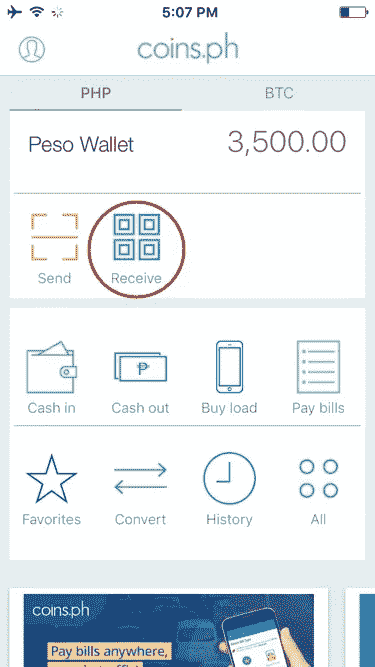 5:07 PM
coins.ph
PHP BTC
Peso Wallet 3,500.00
Send Receive
Cash in Cash out Buy load Pay bills
Favorites Convert History All
coins.ph
Pay bills anywhere,